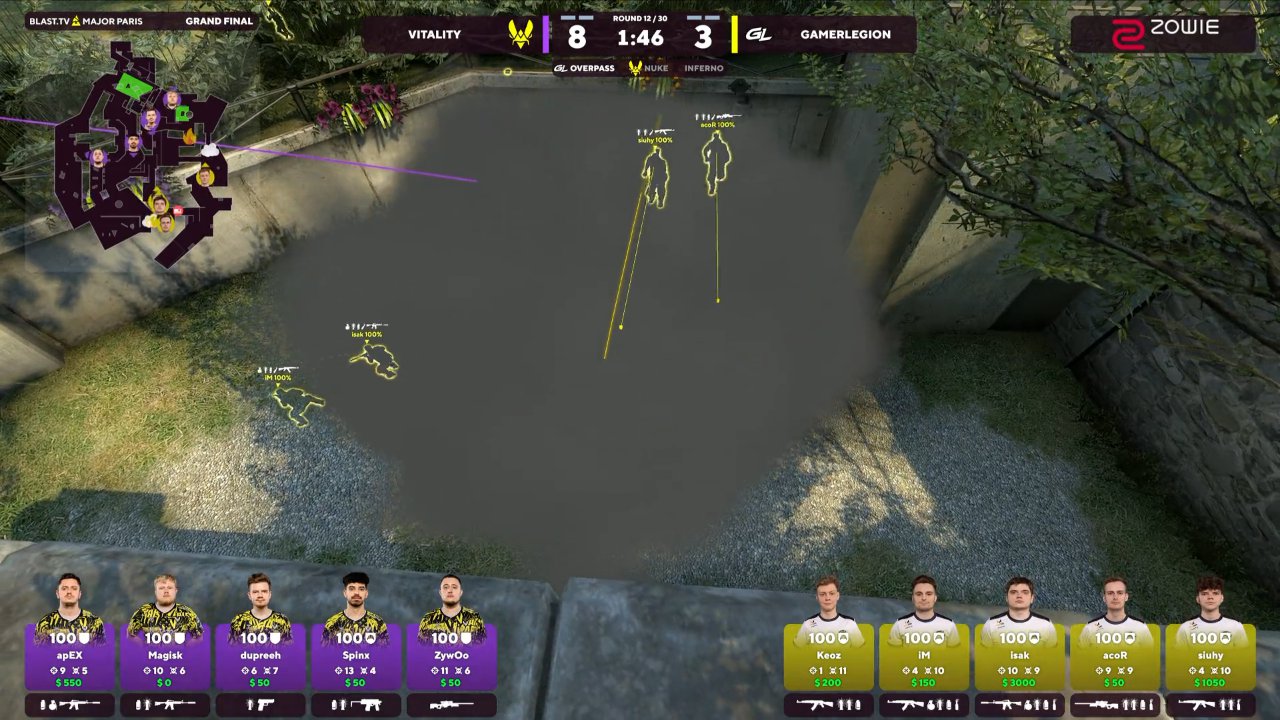 BLAST.TV MAJOR PARIS GRAND FINAL
VITALITY 8 ROUND 12 / 30 1:46 3 GL GAMERLEGION
ZOWIE
GL OVERPASS NUKE INFERNO
acoR 100%
siuhy 100%
isak 100%
iM 100%
100 100 100 100 100 100 100 100 100 100
apEX Magisk dupreeh Spinx ZywOo Keoz iM isak acoR siuhy
9 5 10 6 6 7 13 4 11 6 1 11 4 10 10 9 9 9 4 10
$550 $0 $50 $50 $50 $200 $150 $3000 $50 $1050